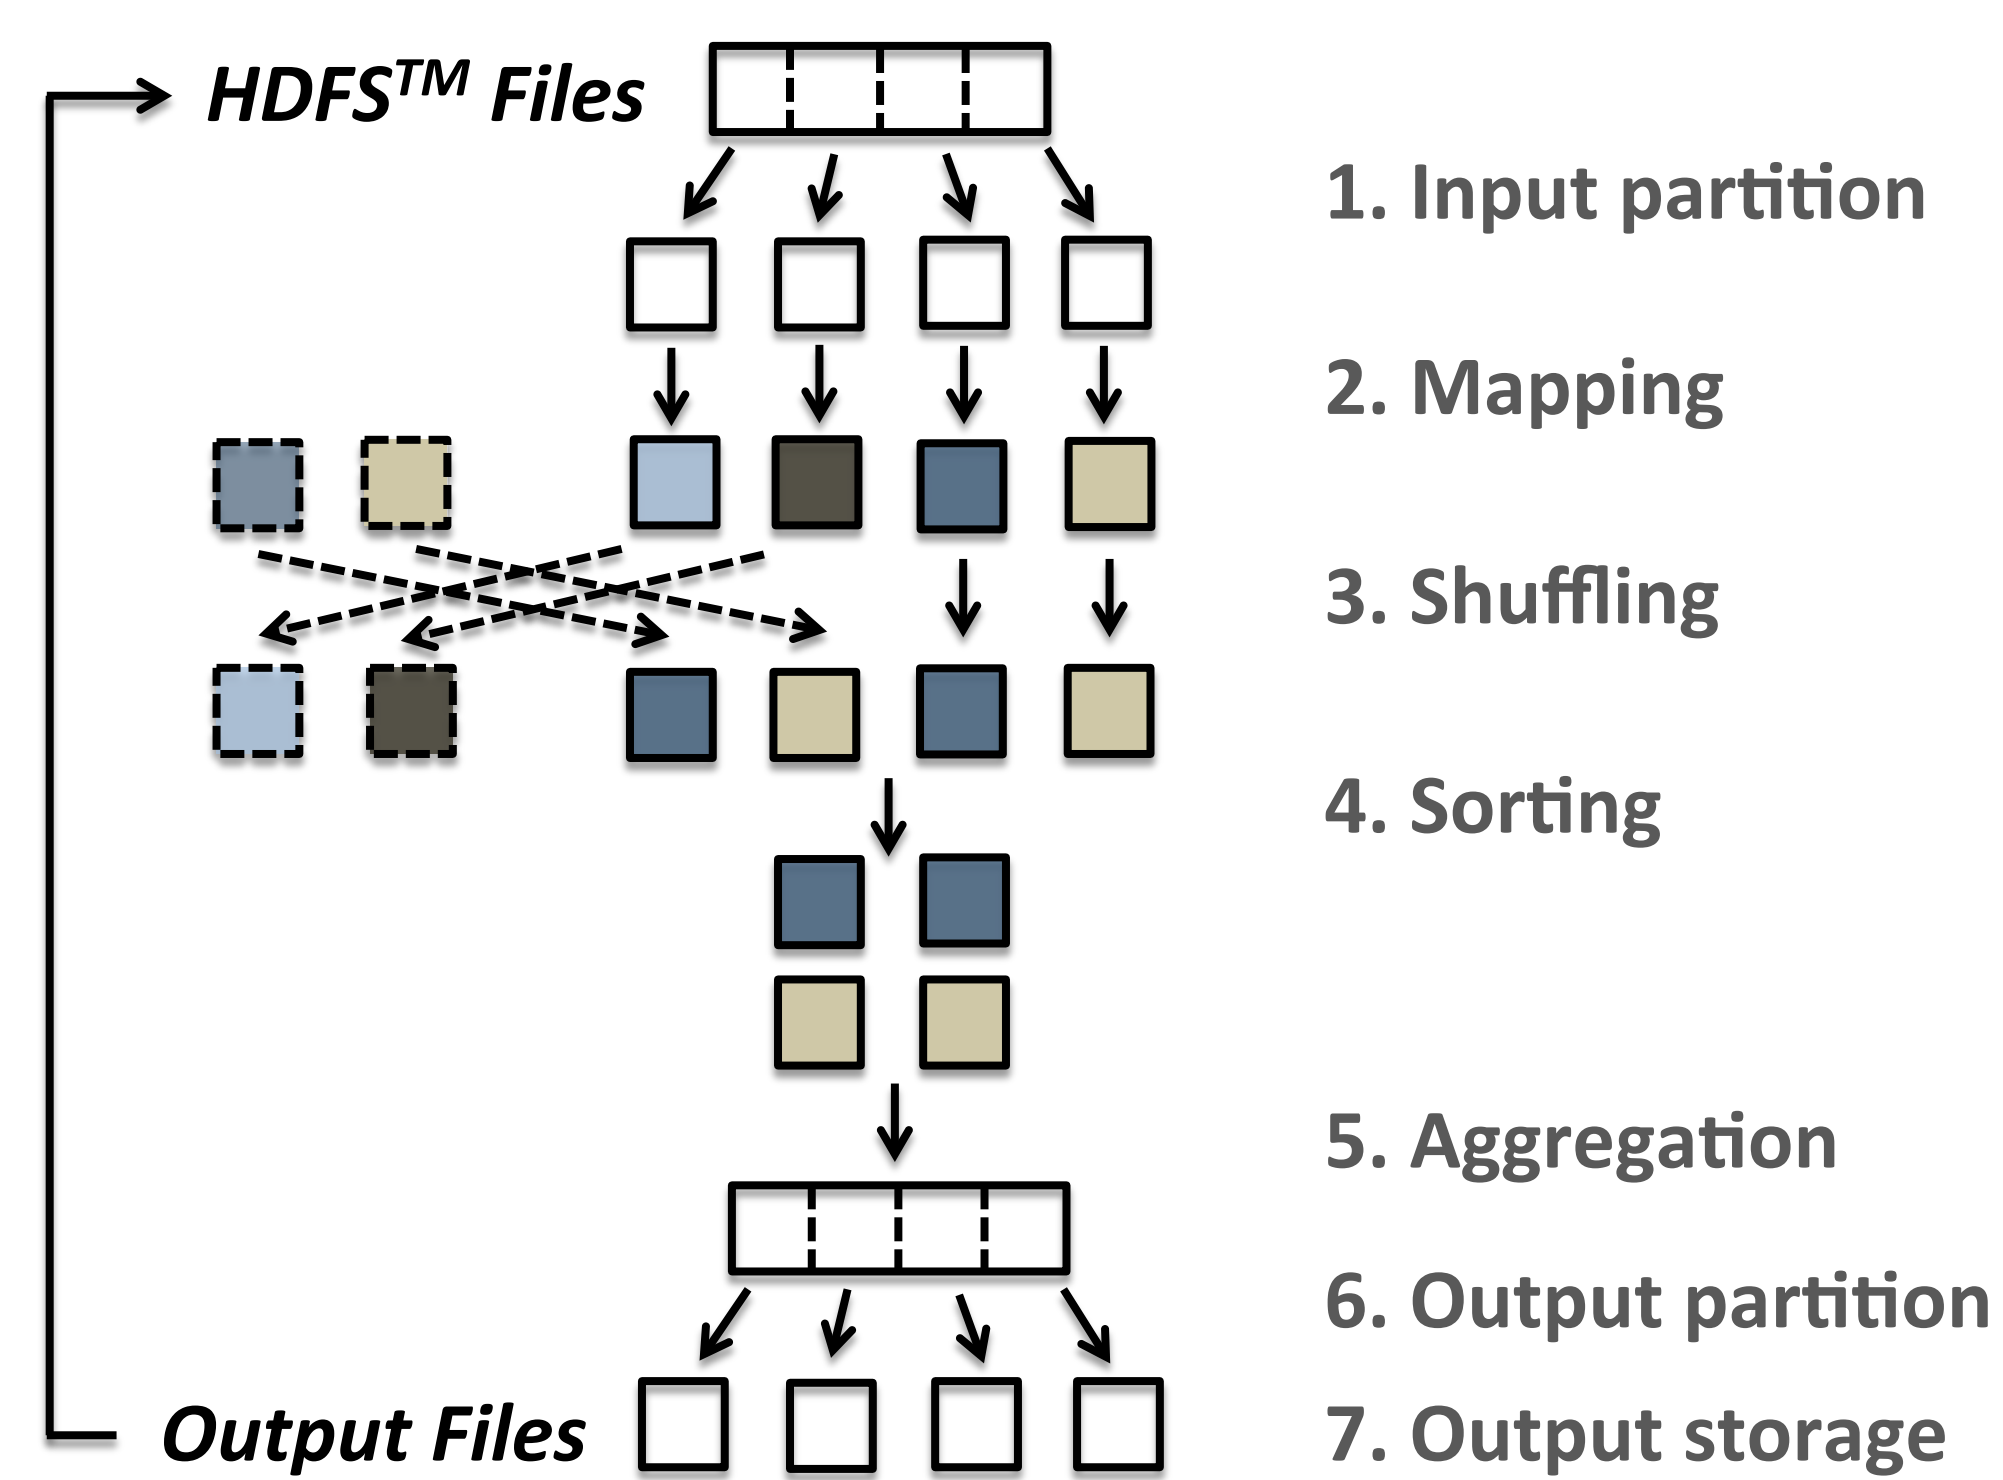 HDFS™ Files
1. Input partition
2. Mapping
3. Shuffling
4. Sorting
5. Aggregation
6. Output partition
Output Files
7. Output storage